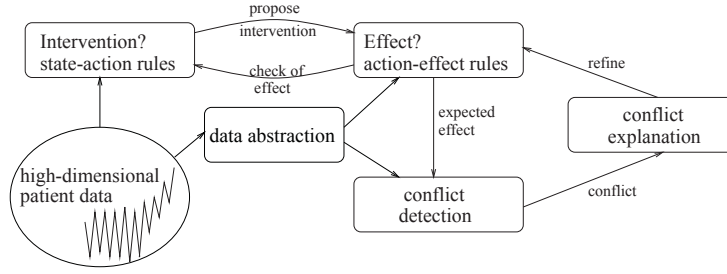 propose
intervention
Intervention?
state-action rules
Effect?
action-effect rules
check of
effect
refine
data abstraction
expected
effect
conflict
explanation
high-dimensional
patient data
conflict
detection
conflict